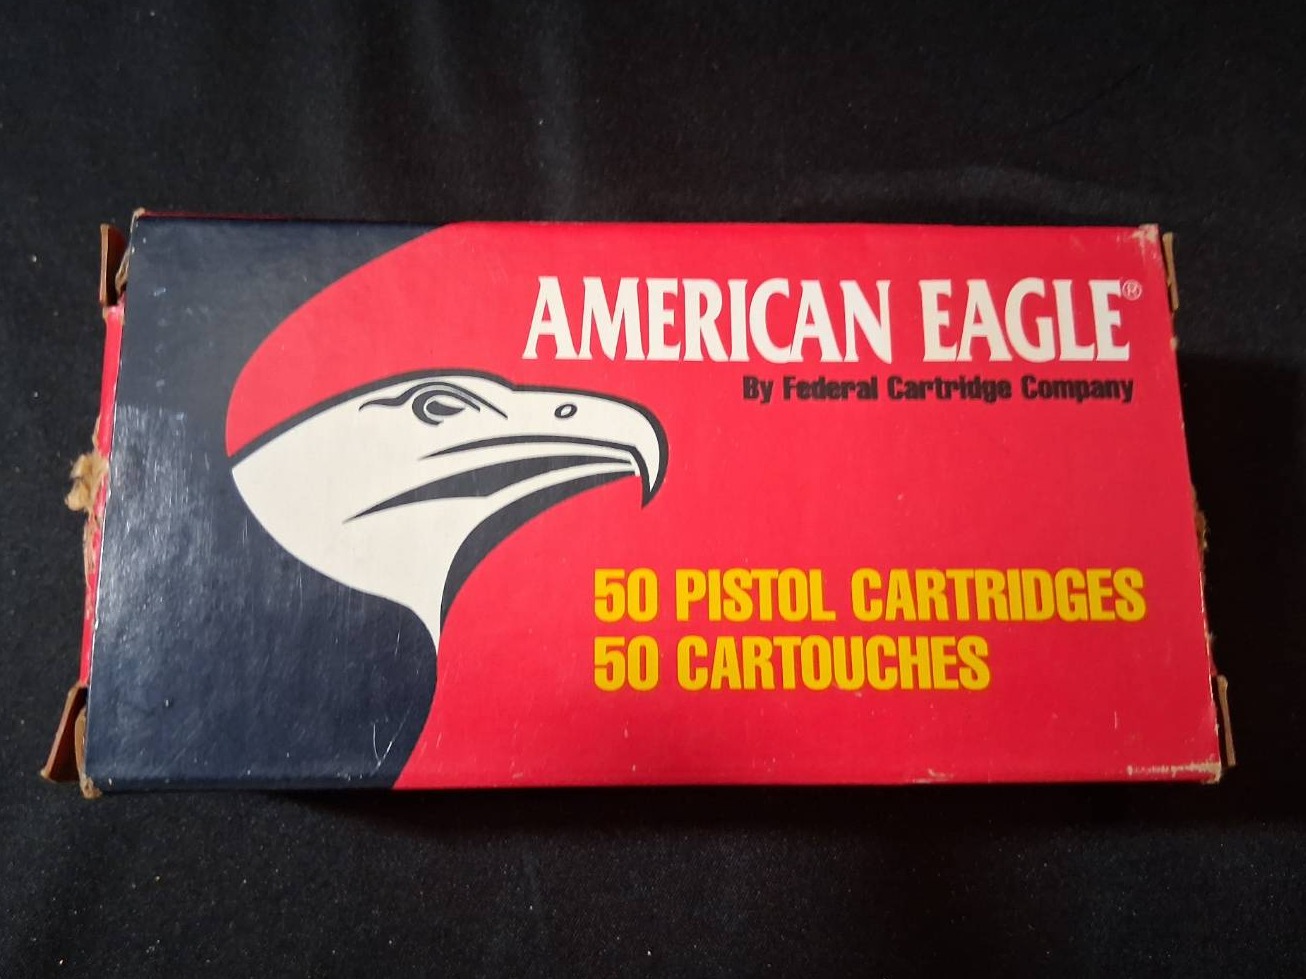 AMERICAN EAGLE®
By Federal Cartridge Company
50 PISTOL CARTRIDGES
50 CARTOUCHES